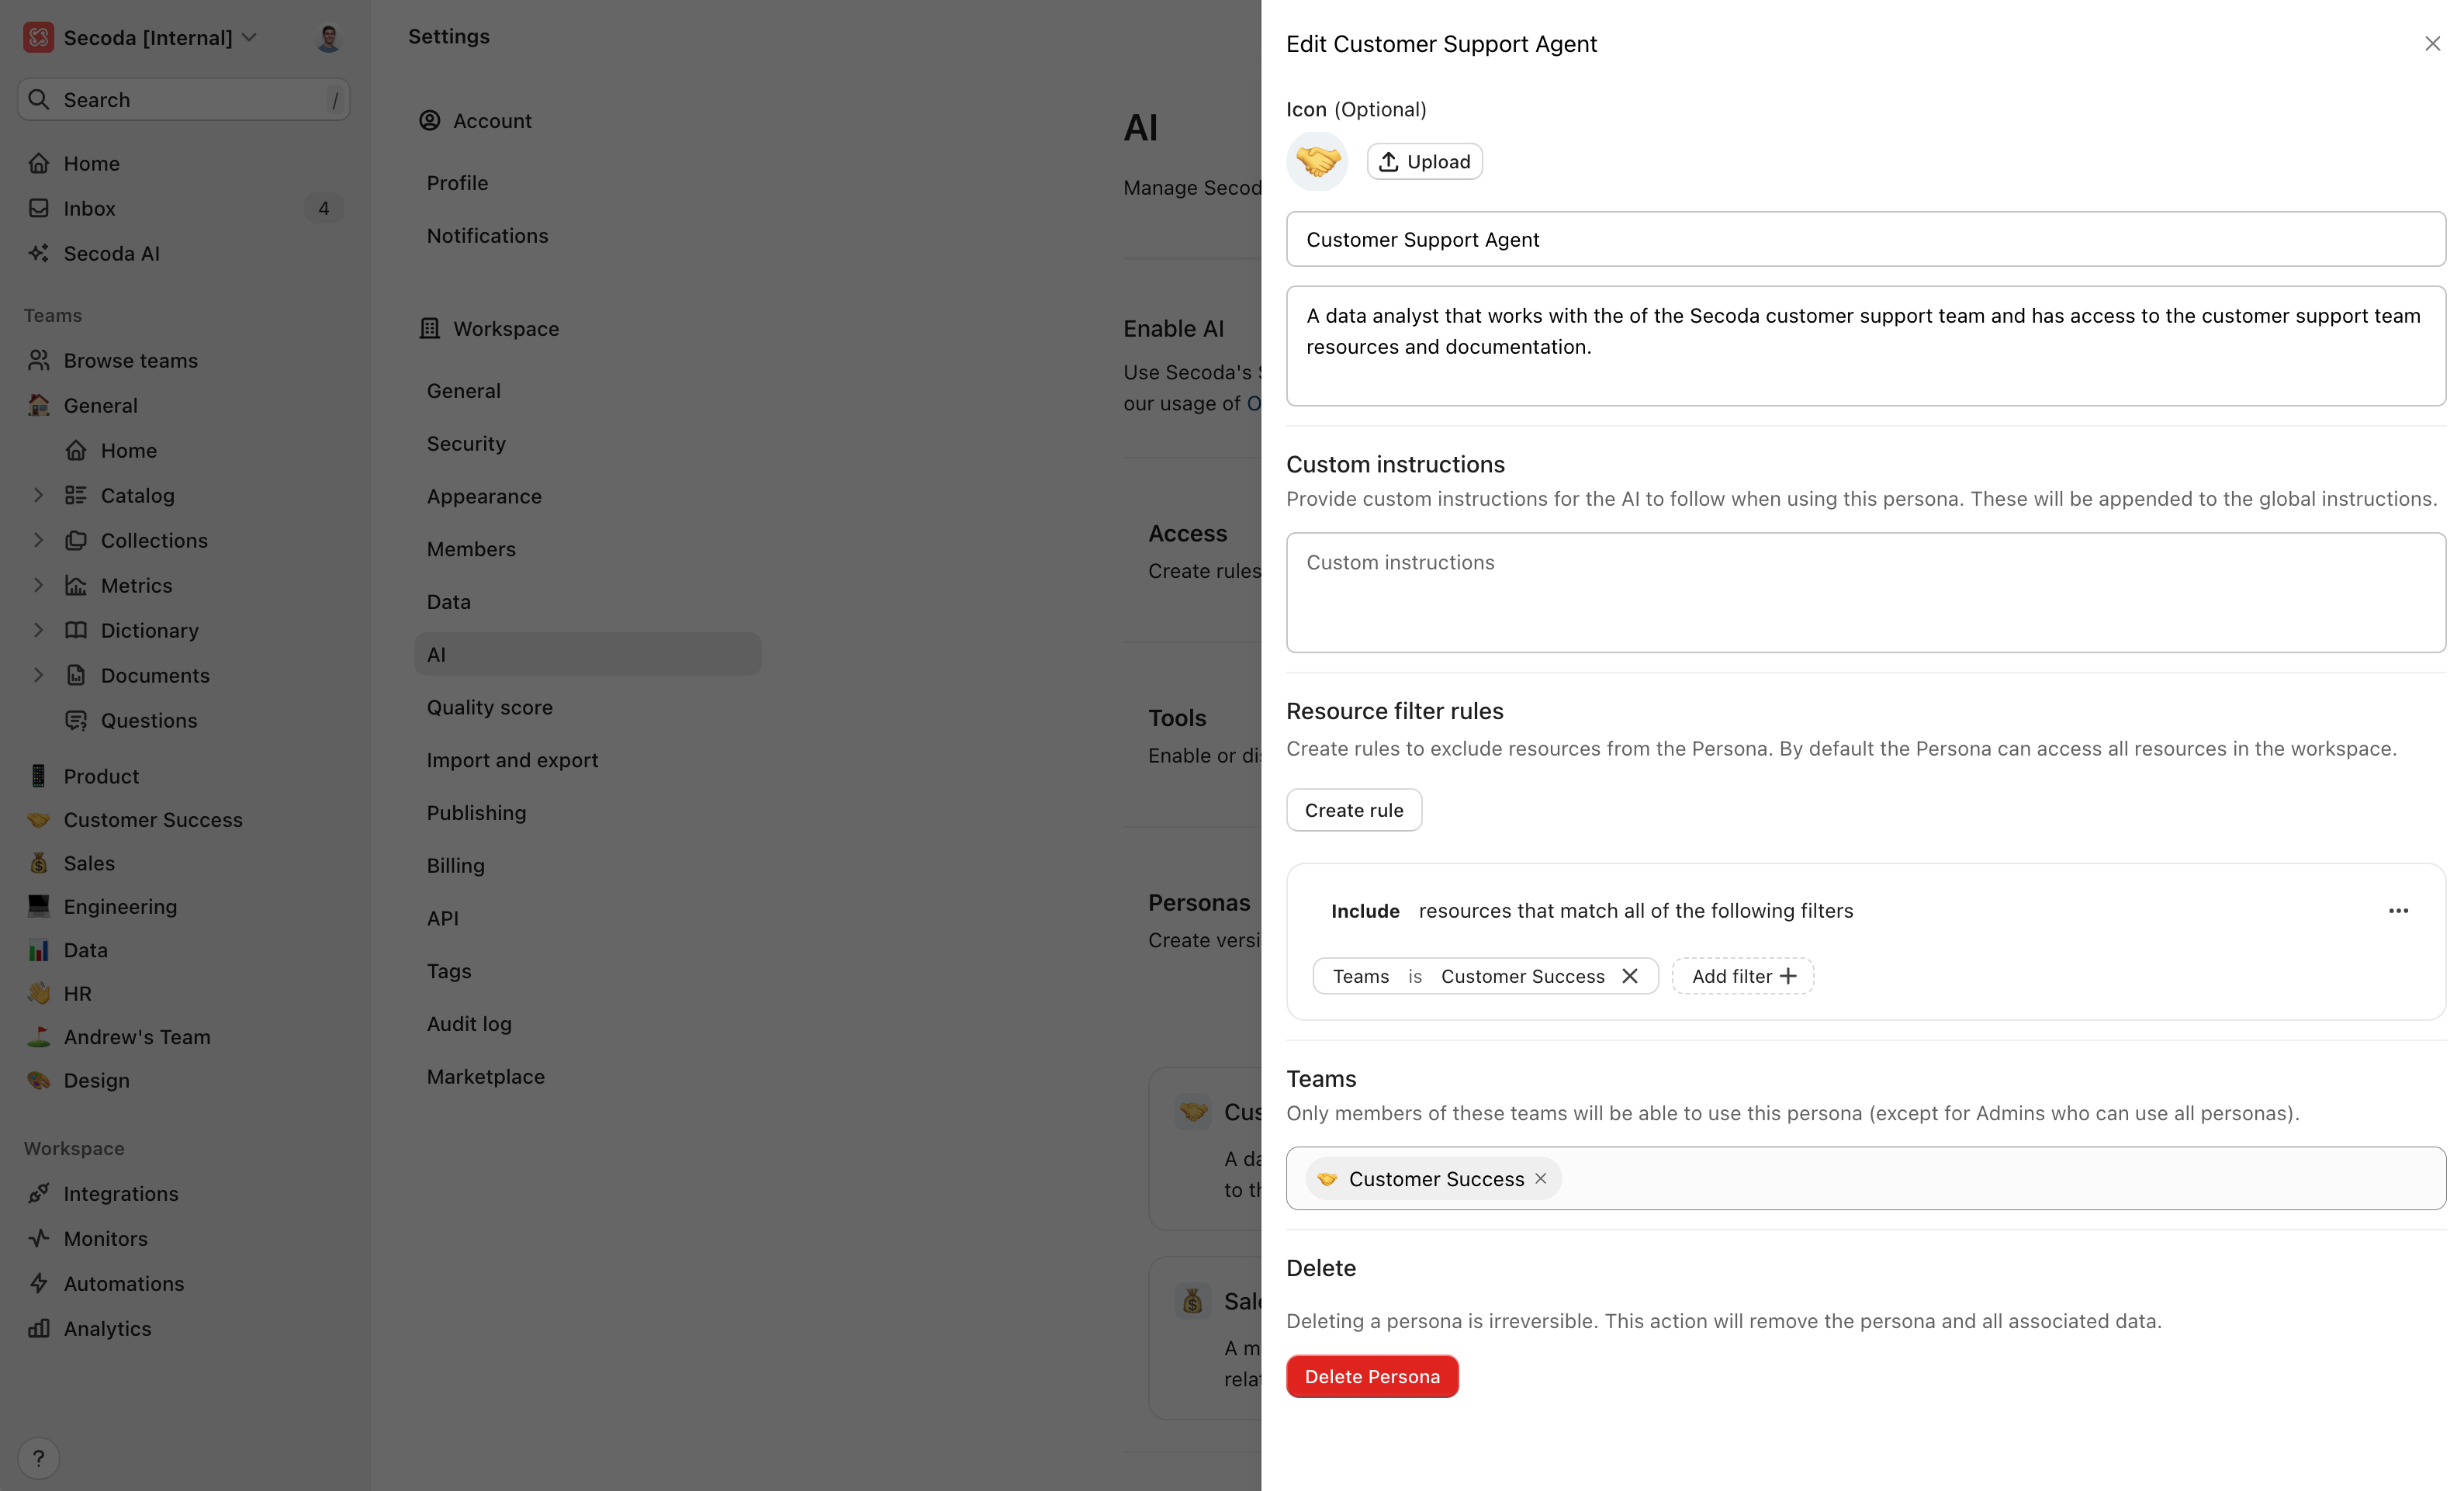 Secoda [Internal]
Search /
Home
Inbox 4
Secoda AI
Teams
Browse teams
General
Home
Catalog
Collections
Metrics
Dictionary
Documents
Questions
Product
Customer Success
Sales
Engineering
Data
HR
Andrew's Team
Design
Workspace
Integrations
Monitors
Automations
Analytics
?
Settings
Account
Profile
Notifications
Workspace
General
Security
Appearance
Members
Data
AI
Quality score
Import and export
Publishing
Billing
API
Tags
Audit log
Marketplace
AI
Manage Secod
Enable AI
Use Secoda's
our usage of O
Access
Create rules
Tools
Enable or di
Personas
Create versi
Cus
A da
to th
Sal
A m
rela
Edit Customer Support Agent
Icon (Optional)
Upload
Customer Support Agent
A data analyst that works with the of the Secoda customer support team and has access to the customer support team
resources and documentation.
Custom instructions
Provide custom instructions for the AI to follow when using this persona. These will be appended to the global instructions.
Custom instructions
Resource filter rules
Create rules to exclude resources from the Persona. By default the Persona can access all resources in the workspace.
Create rule
Include resources that match all of the following filters
Teams is Customer Success Add filter
Teams
Only members of these teams will be able to use this persona (except for Admins who can use all personas).
Customer Success
Delete
Deleting a persona is irreversible. This action will remove the persona and all associated data.
Delete Persona